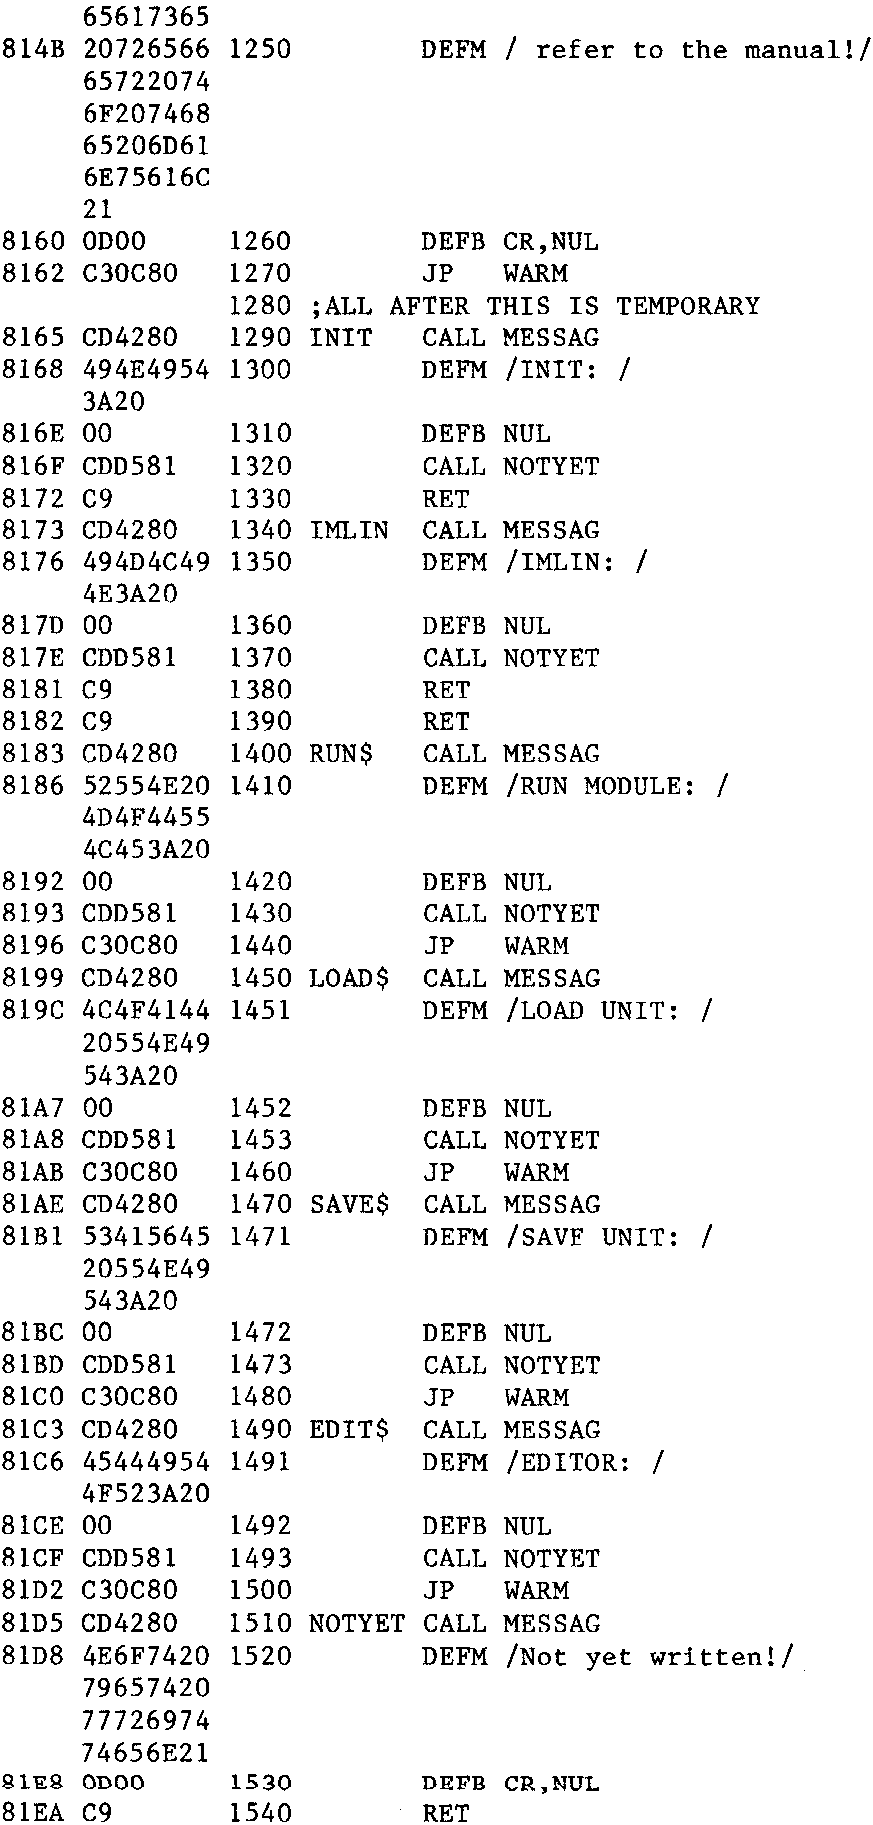 65617365
814B 20726566 1250        DEFM / refer to the manual!/
     65722074
     6F207468
     65206D61
     6E75616C
     21
8160 0D00     1260        DEFB CR,NUL
8162 C30C80   1270        JP   WARM
              1280 ;ALL AFTER THIS IS TEMPORARY
8165 CD4280   1290 INIT   CALL MESSAG
8168 494E4954 1300        DEFM /INIT: /
     3A20
816E 00       1310        DEFB NUL
816F CDD581   1320        CALL NOTYET
8172 C9       1330        RET
8173 CD4280   1340 IMLIN  CALL MESSAG
8176 494D4C49 1350        DEFM /IMLIN: /
     4E3A20
817D 00       1360        DEFB NUL
817E CDD581   1370        CALL NOTYET
8181 C9       1380        RET
8182 C9       1390        RET
8183 CD4280   1400 RUN$   CALL MESSAG
8186 52554E20 1410        DEFM /RUN MODULE: /
     4D4F4455
     4C453A20
8192 00       1420        DEFB NUL
8193 CDD581   1430        CALL NOTYET
8196 C30C80   1440        JP   WARM
8199 CD4280   1450 LOAD$  CALL MESSAG
819C 4C4F4144 1451        DEFM /LOAD UNIT: /
     20554E49
     543A20
81A7 00       1452        DEFB NUL
81A8 CDD581   1453        CALL NOTYET
81AB C30C80   1460        JP   WARM
81AE CD4280   1470 SAVE$  CALL MESSAG
81B1 53415645 1471        DEFM /SAVE UNIT: /
     20554E49
     543A20
81BC 00       1472        DEFB NUL
81BD CDD581   1473        CALL NOTYET
81C0 C30C80   1480        JP   WARM
81C3 CD4280   1490 EDIT$  CALL MESSAG
81C6 45444954 1491        DEFM /EDITOR: /
     4F523A20
81CE 00       1492        DEFB NUL
81CF CDD581   1493        CALL NOTYET
81D2 C30C80   1500        JP   WARM
81D5 CD4280   1510 NOTYET CALL MESSAG
81D8 4E6F7420 1520        DEFM /Not yet written!/
     79657420
     77726974
     74656E21
81E8 0D00     1530        DEFB CR,NUL
81EA C9       1540        RET